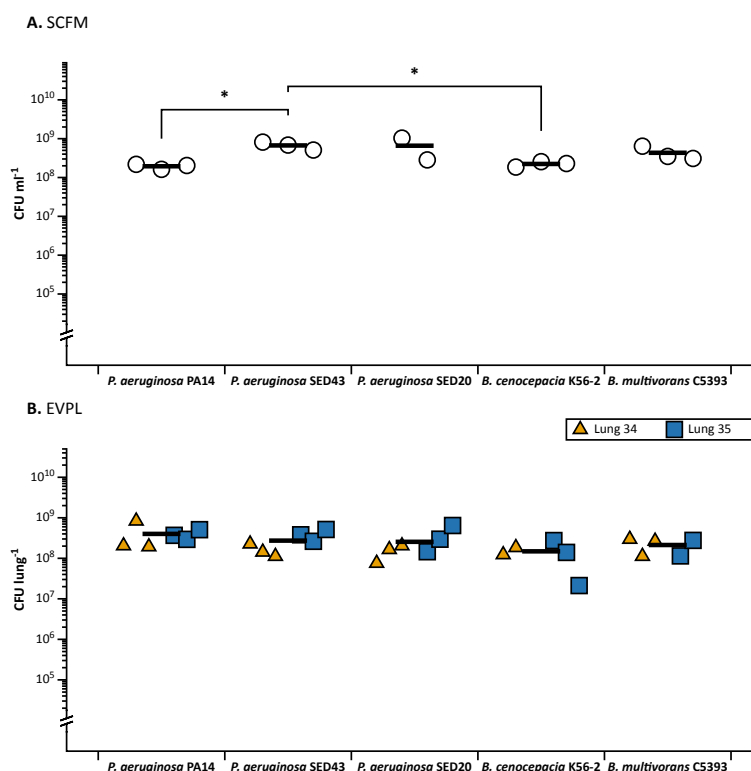 A. SCFM
*
*
10¹⁰
10⁹
10⁸
10⁷
10⁶
10⁵
CFU ml⁻¹
P. aeruginosa PA14 P. aeruginosa SED43 P. aeruginosa SED20 B. cenocepacia K56-2 B. multivorans C5393
B. EVPL
Lung 34 Lung 35
10¹⁰
10⁹
10⁸
10⁷
10⁶
10⁵
CFU lung⁻¹
P. aeruginosa PA14 P. aeruginosa SED43 P. aeruginosa SED20 B. cenocepacia K56-2 B. multivorans C5393